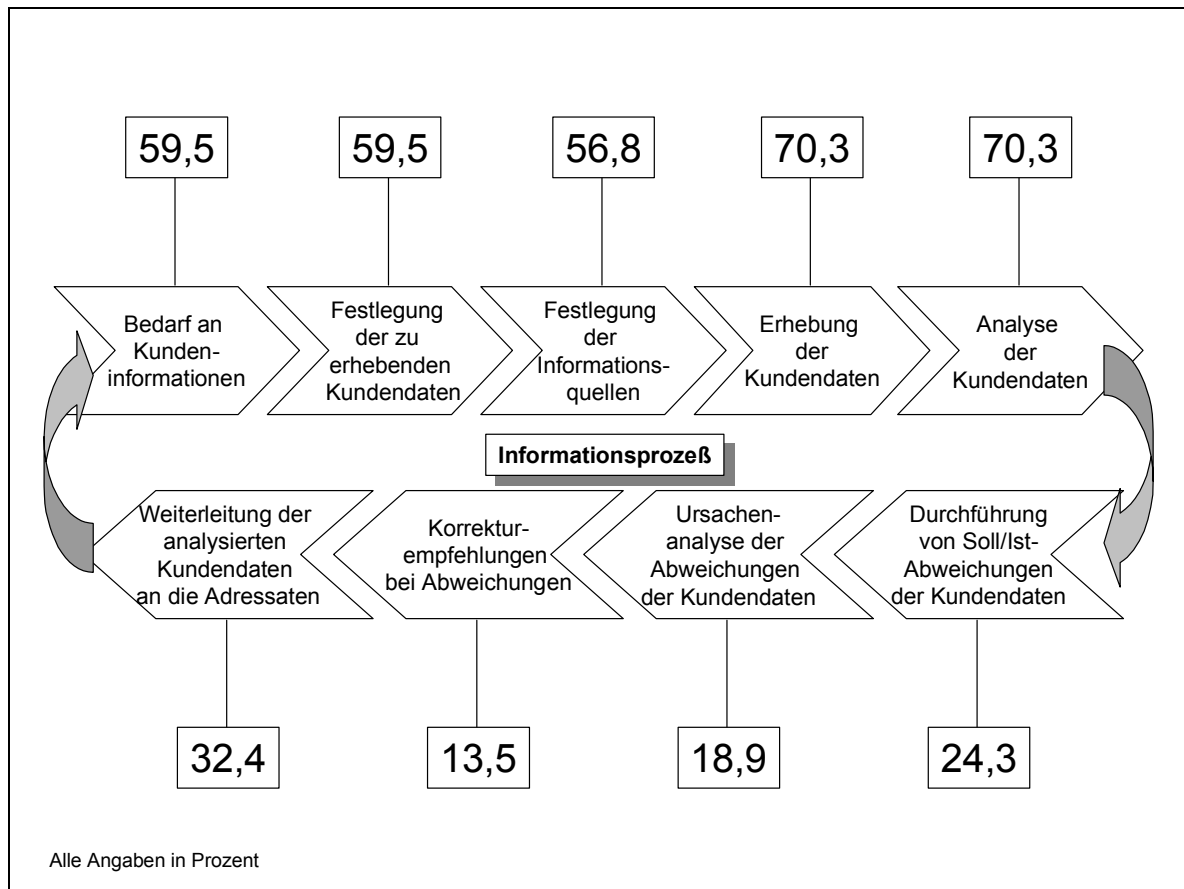 59,5
59,5
56,8
70,3
70,3
Bedarf an
Kunden-
informationen
Festlegung
der zu
erhebenden
Kundendaten
Festlegung
der
Informations-
quellen
Erhebung
der
Kundendaten
Analyse
der
Kundendaten
Informationsprozeß
Weiterleitung der
analysierten
Kundendaten
an die Adressaten
Korrektur-
empfehlungen
bei Abweichungen
Ursachen-
analyse der
Abweichungen
der Kundendaten
Durchführung
von Soll/Ist-
Abweichungen
der Kundendaten
32,4
13,5
18,9
24,3
Alle Angaben in Prozent